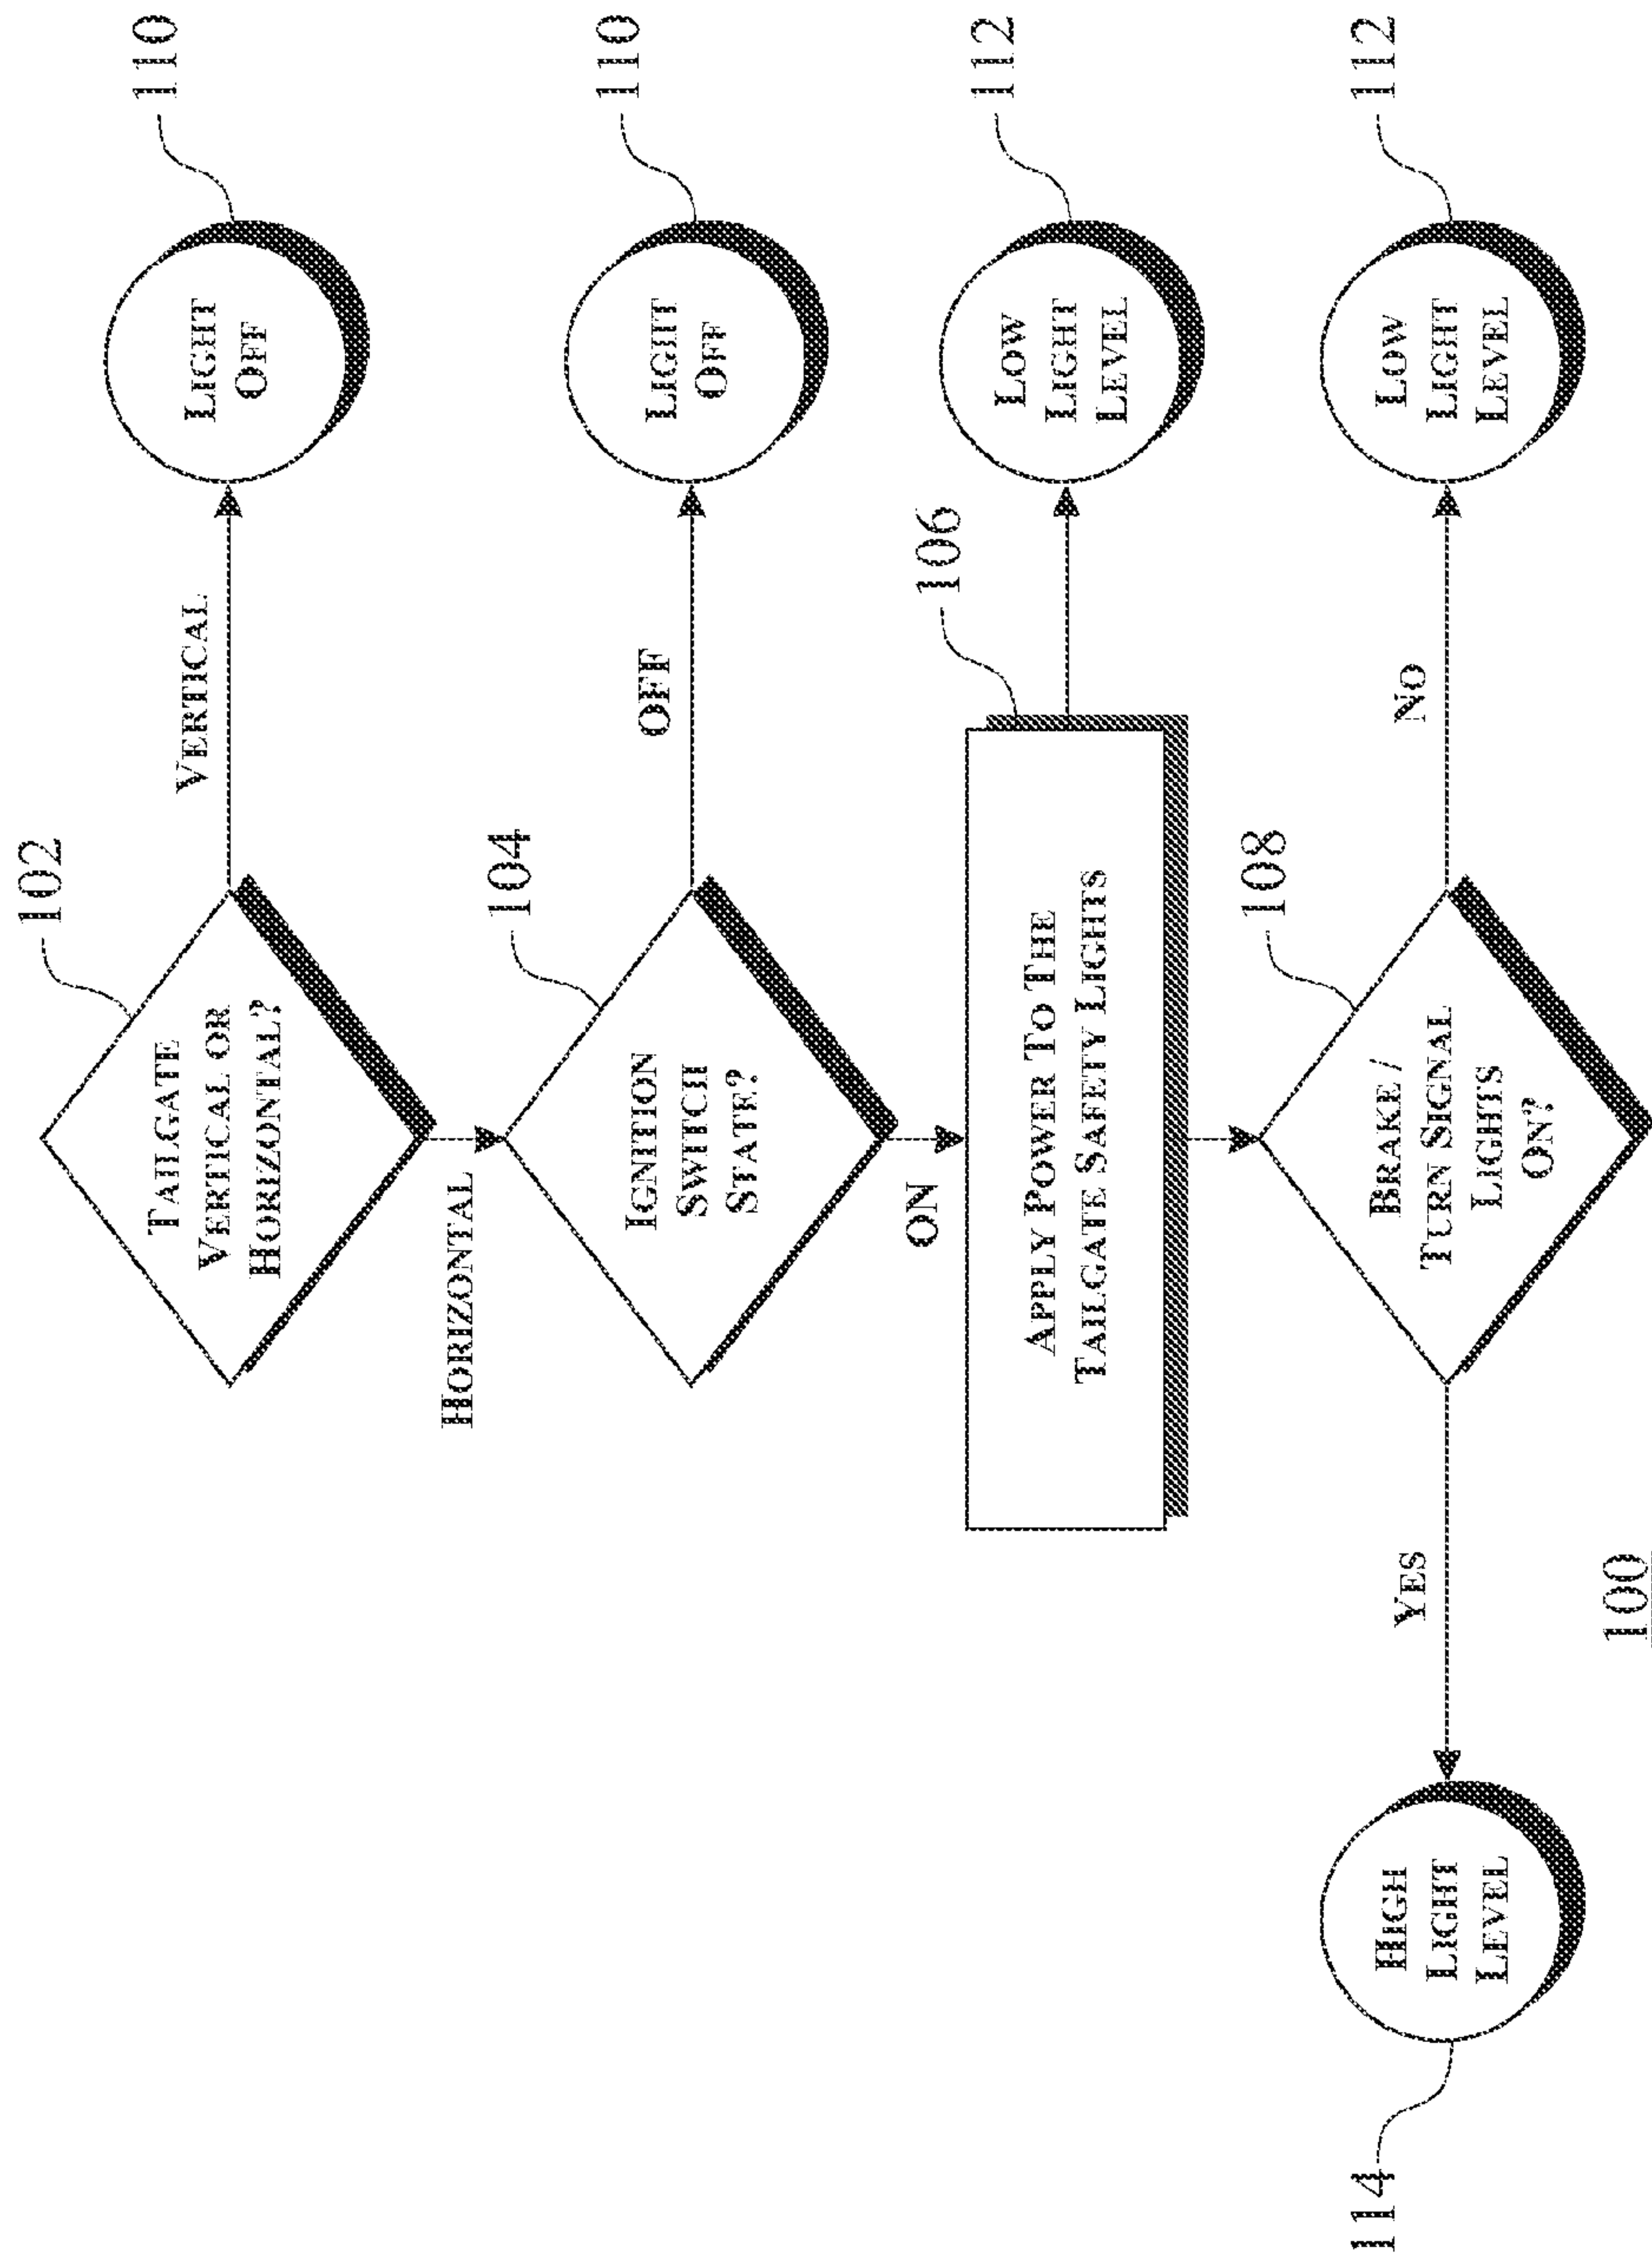 102
TAILGATE
VERTICAL OR
HORIZONTAL?
VERTICAL
LIGHT
OFF
110
HORIZONTAL
104
IGNITION
SWITCH
STATE?
OFF
LIGHT
OFF
110
ON
106
APPLY POWER TO THE
TAILGATE SAFETY LIGHTS
LOW
LIGHT
LEVEL
112
108
BRAKE /
TURN SIGNAL
LIGHTS
ON?
NO
LOW
LIGHT
LEVEL
112
YES
HIGH
LIGHT
LEVEL
114
100